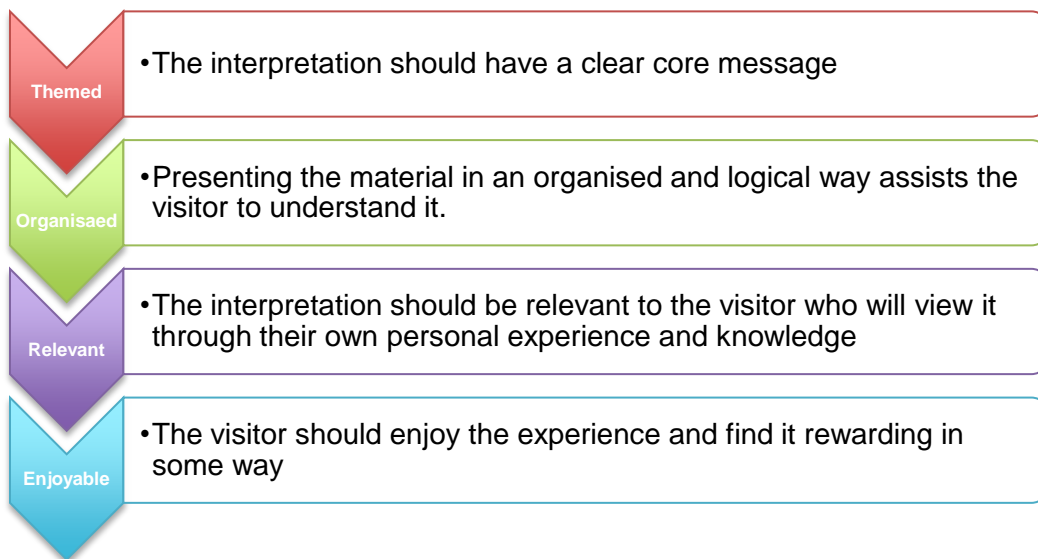 Themed
•The interpretation should have a clear core message
Organisaed
•Presenting the material in an organised and logical way assists the
visitor to understand it.
Relevant
•The interpretation should be relevant to the visitor who will view it
through their own personal experience and knowledge
Enjoyable
•The visitor should enjoy the experience and find it rewarding in
some way